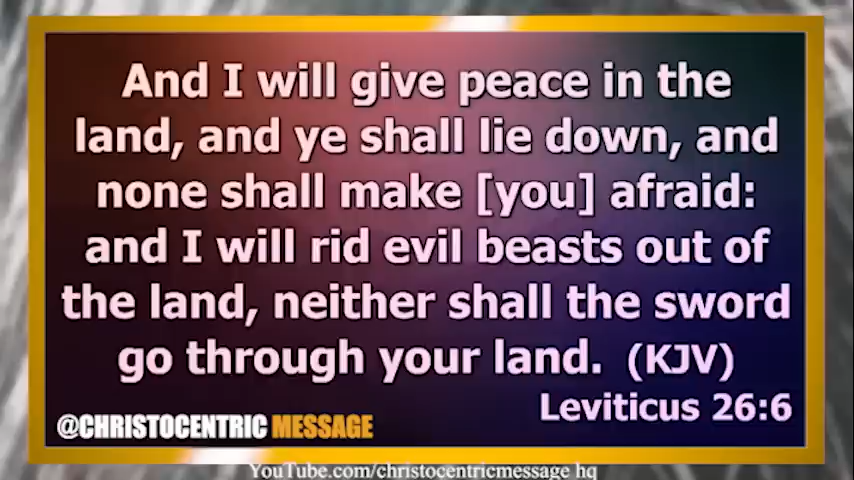 And I will give peace in the
land, and ye shall lie down, and
none shall make [you] afraid:
and I will rid evil beasts out of
the land, neither shall the sword
go through your land. (KJV)
Leviticus 26:6
@CHRISTOCENTRIC MESSAGE
YouTube.com/christocentricmessage hq